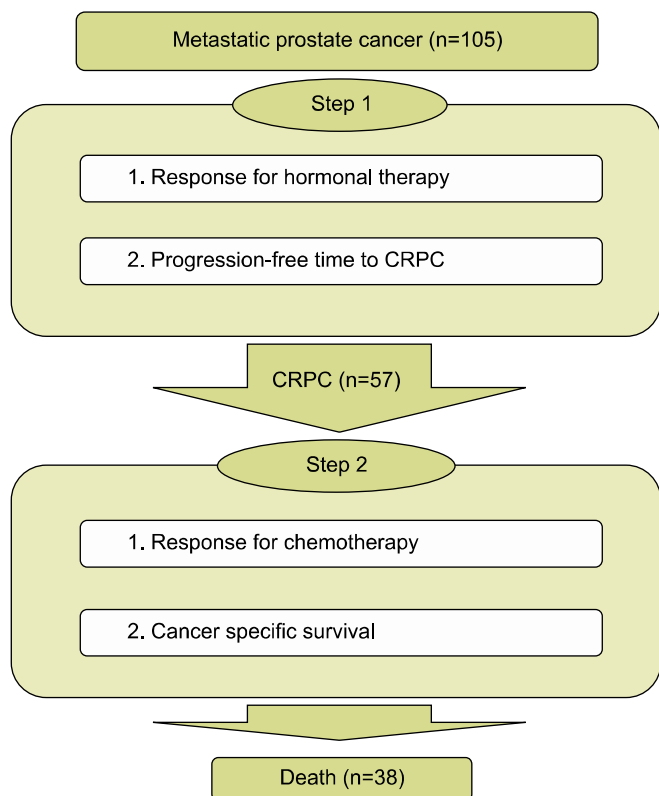 Metastatic prostate cancer (n=105)
Step 1
1. Response for hormonal therapy
2. Progression-free time to CRPC
CRPC (n=57)
Step 2
1. Response for chemotherapy
2. Cancer specific survival
Death (n=38)